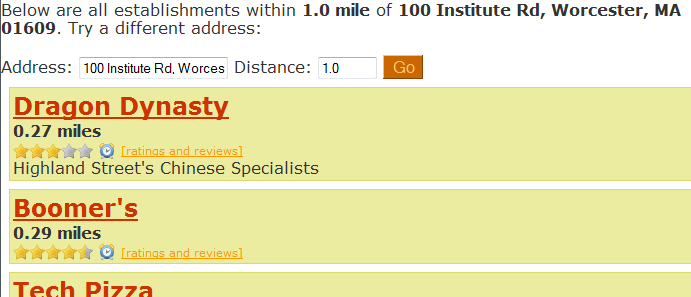 Below are all establishments within 1.0 mile of 100 Institute Rd, Worcester, MA
01609. Try a different address:
Address: 100 Institute Rd, Worces Distance: 1.0 Go
Dragon Dynasty
0.27 miles
[ratings and reviews]
Highland Street's Chinese Specialists
Boomer's
0.29 miles
[ratings and reviews]
Tech Pizza